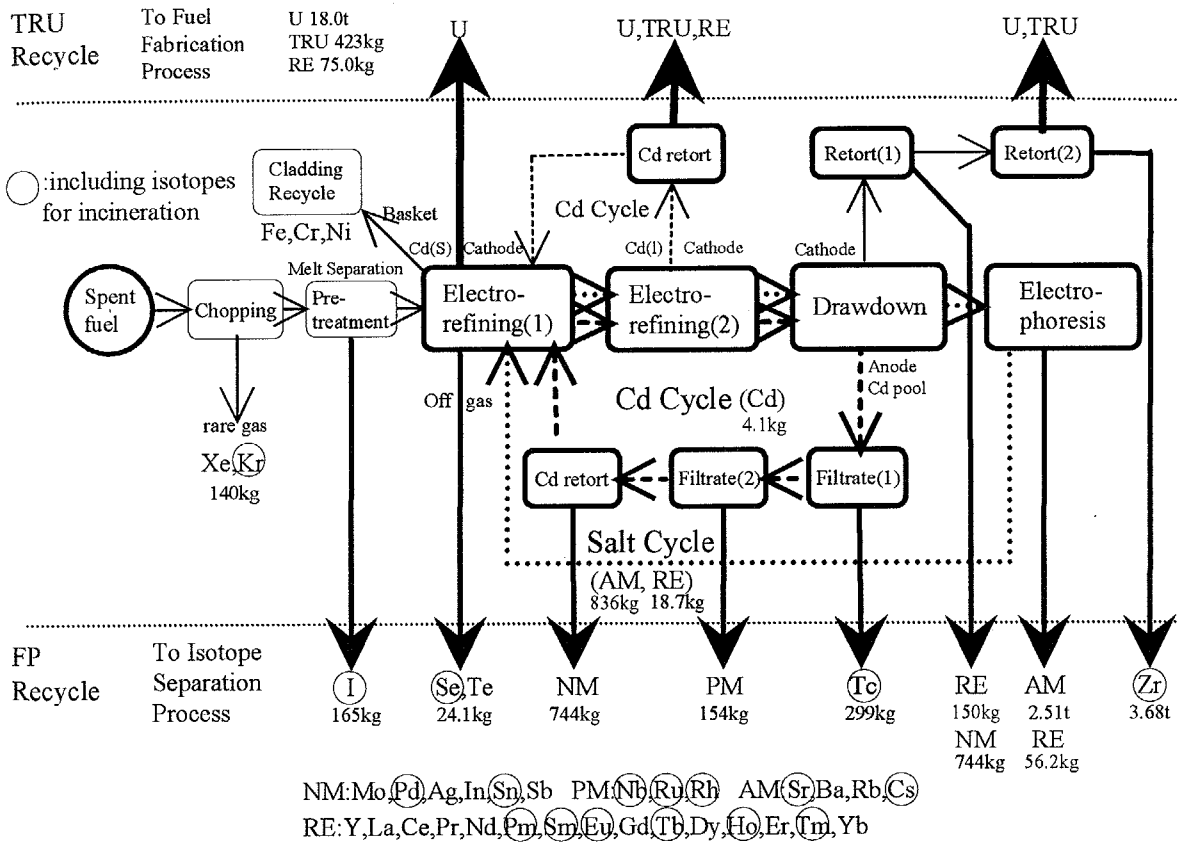 TRU
Recycle
To Fuel
Fabrication
Process
U 18.0t
TRU 423kg
RE 75.0kg
U
U,TRU,RE
U,TRU
:including isotopes
for incineration
Cladding
Recycle
Fe,Cr,Ni
Basket
Cd retort
Cd Cycle
Retort(1)
Retort(2)
Cd(S)
Cathode
Cd(l)
Cathode
Cathode
Melt Separation
Spent
fuel
Chopping
Pre-
treatment
Electro-
refining(1)
Electro-
refining(2)
Drawdown
Electro-
phoresis
rare gas
Xe,Kr
140kg
Off gas
Cd Cycle (Cd)
4.1kg
Anode
Cd pool
Cd retort
Filtrate(2)
Filtrate(1)
Salt Cycle
(AM, RE)
836kg 18.7kg
FP
Recycle
To Isotope
Separation
Process
I
165kg
Se,Te
24.1kg
NM
744kg
PM
154kg
Tc
299kg
RE
150kg
NM
744kg
AM
2.51t
RE
56.2kg
Zr
3.68t
NM:Mo,Pd,Ag,In,Sn,Sb PM:Nb,Ru,Rh AM:Sr,Ba,Rb,Cs
RE:Y,La,Ce,Pr,Nd,Pm,Sm,Eu,Gd,Tb,Dy,Ho,Er,Tm,Yb